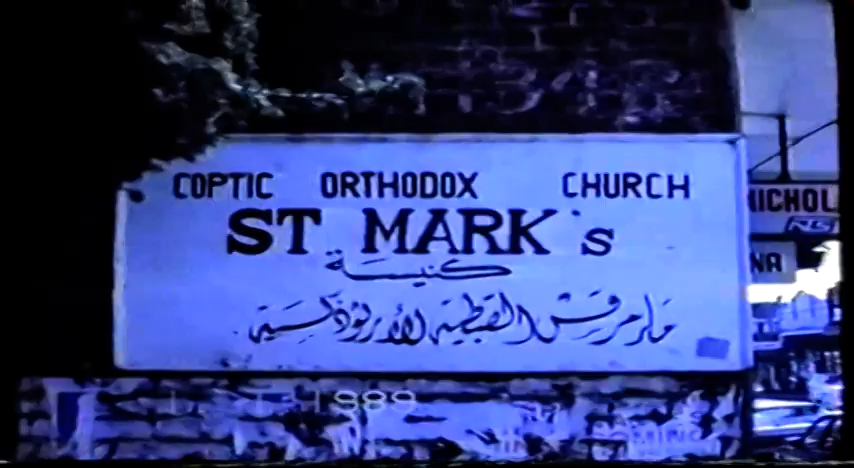 COPTIC ORTHODOX CHURCH
ST MARK's
كنيسة
مارمرقس القبطية الأرثوذكسية
NICHOL
NA
1989